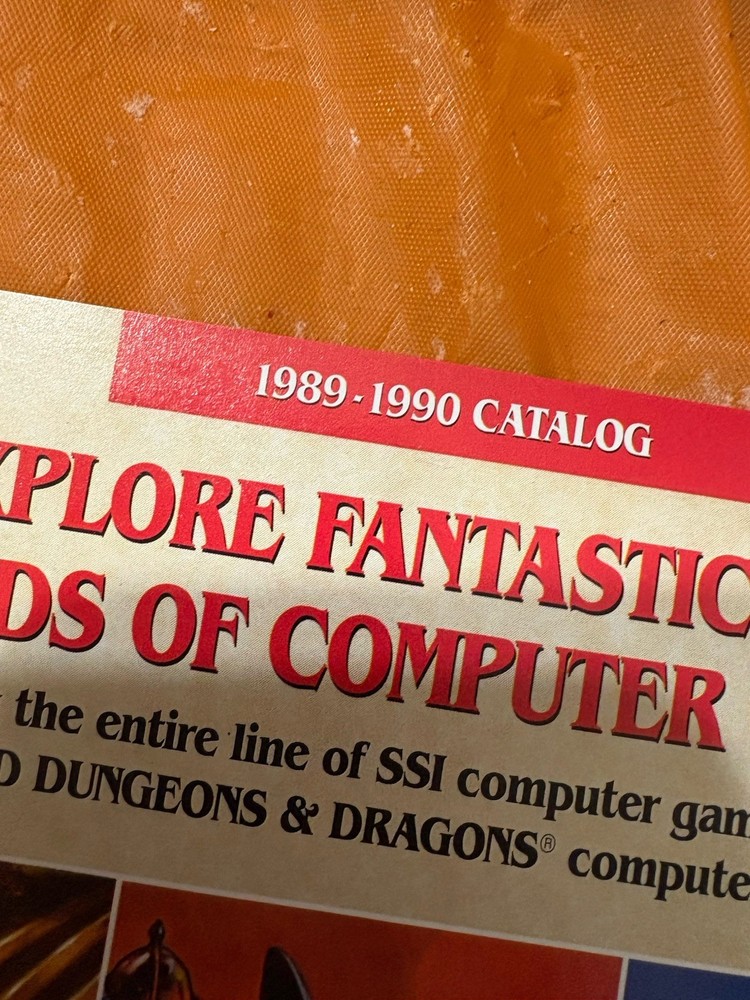 1989-1990 CATALOG
XPLORE FANTASTIC
DS OF COMPUTER
the entire line of SSI computer gam
D DUNGEONS & DRAGONS® compute